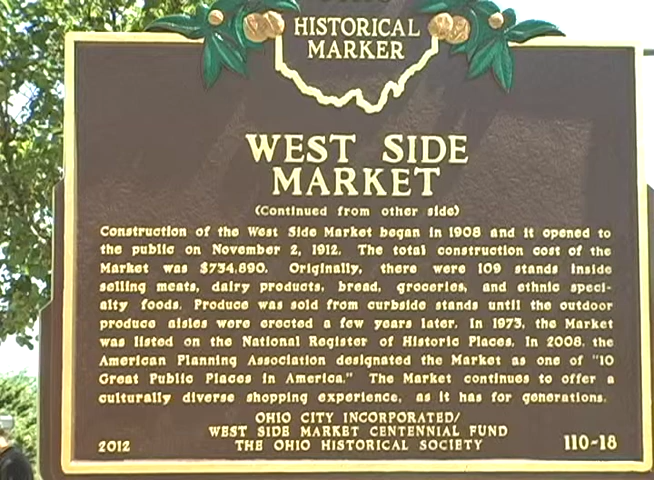 HISTORICAL
MARKER
WEST SIDE
MARKET
(Continued from other side)
Construction of the West Side Market began in 1908 and it opened to
the public on November 2, 1912. The total construction cost of the
Market was $734,890. Originally, there were 109 stands inside
selling meats, dairy products, bread, groceries, and ethnic speci-
alty foods. Produce was sold from curbside stands until the outdoor
produce aisles were erected a few years later. In 1973, the Market
was listed on the National Register of Historic Places. In 2008, the
American Planning Association designated the Market as one of "10
Great Public Places in America." The Market continues to offer a
culturally diverse shopping experience, as it has for generations.
OHIO CITY INCORPORATED/
WEST SIDE MARKET CENTENNIAL FUND
2012 THE OHIO HISTORICAL SOCIETY 110-18